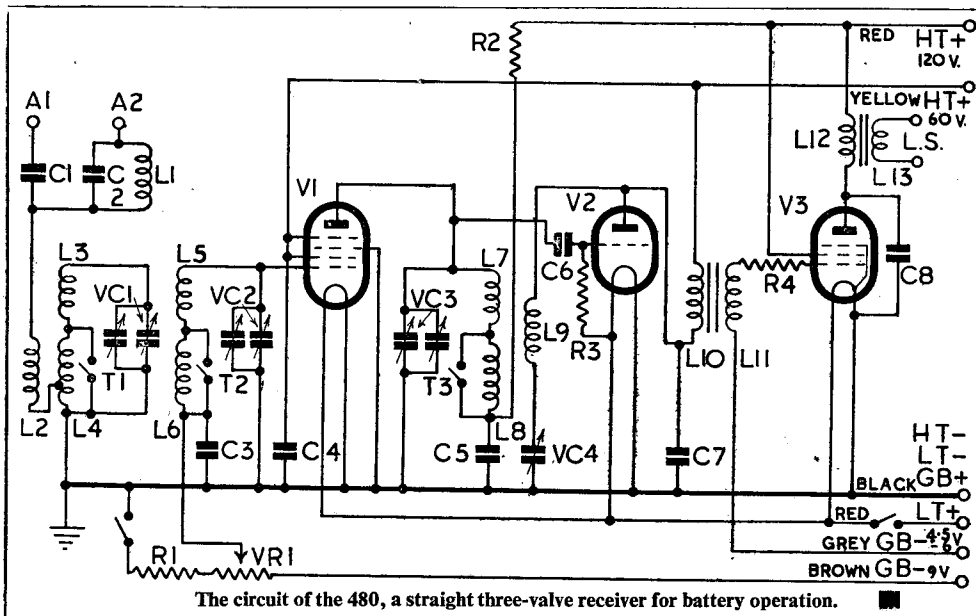 RED HT+
120 V.
R2
A1 A2
YELLOW HT+
60 V.
L12 L.S.
L13
C1 C2 L1
V1 V2 V3
L3 L5 L7
C6 C8
VC1 VC2 VC3
R4
L9
R3
T1 T2 T3
L10 L11
L2 L4 L6 L8
C3 C4 C5 VC4 C7
HT-
LT-
BLACK GB+
RED LT+
GREY GB-4.5V
-6
R1 VR1
BROWN GB-9V
The circuit of the 480, a straight three-valve receiver for battery operation.